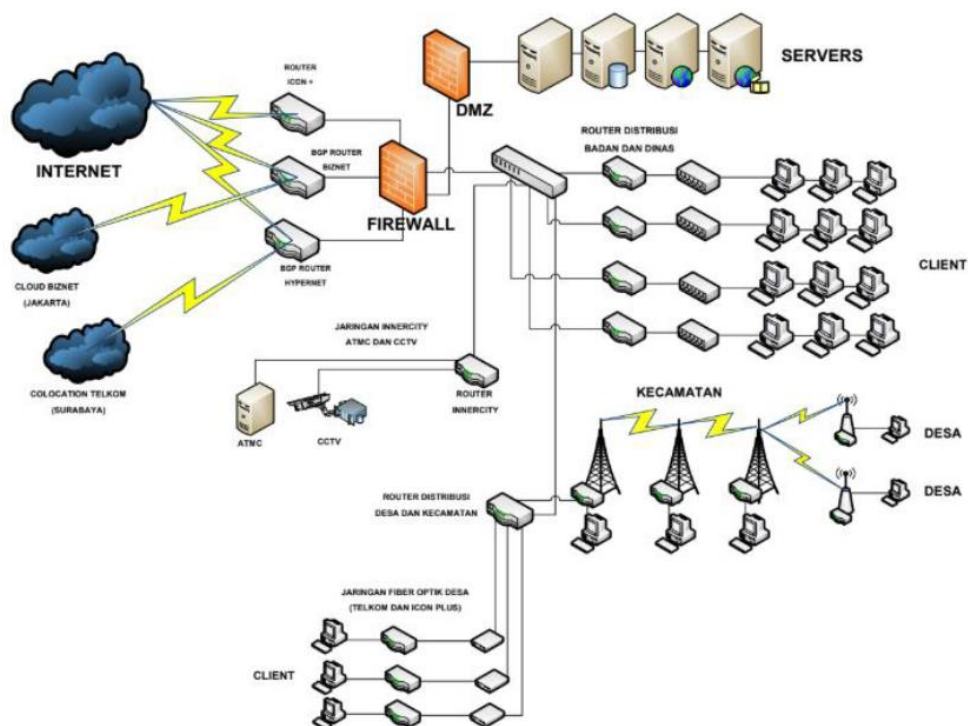 ROUTER
ICON +
INTERNET
BGP ROUTER
BIZNET
FIREWALL
DMZ
SERVERS
ROUTER DISTRIBUSI
BADAN DAN DINAS
CLIENT
CLOUD BIZNET
(JAKARTA)
BGP ROUTER
HYPERNET
COLOCATION TELKOM
(SURABAYA)
JARINGAN INNERCITY
ATMC DAN CCTV
ROUTER
INNERCITY
ATMC
CCTV
KECAMATAN
DESA
DESA
ROUTER DISTRIBUSI
DESA DAN KECAMATAN
JARINGAN FIBER OPTIK DESA
(TELKOM DAN ICON PLUS)
CLIENT